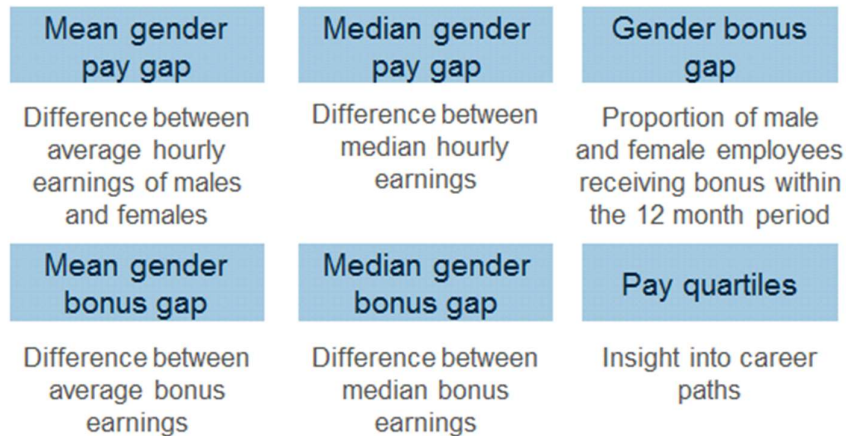 Mean gender
pay gap
Difference between
average hourly
earnings of males
and females
Median gender
pay gap
Difference between
median hourly
earnings
Gender bonus
gap
Proportion of male
and female employees
receiving bonus within
the 12 month period
Mean gender
bonus gap
Difference between
average bonus
earnings
Median gender
bonus gap
Difference between
median bonus
earnings
Pay quartiles
Insight into career
paths